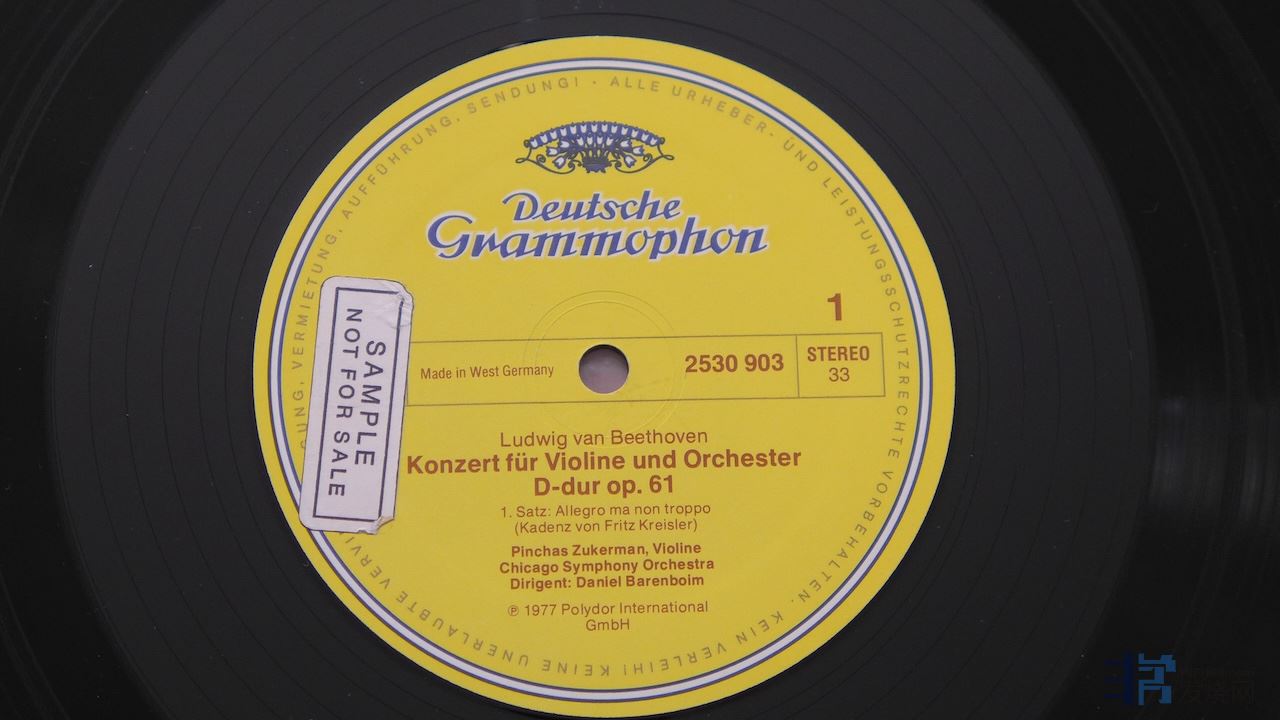 ALLE URHEBER- UND LEISTUNGSSCHUTZRECHTE VORBEHALTEN · KEIN VERLEIH! KEINE UNERLAUBTE
VERMIETUNG, AUFFÜHRUNG, SENDUNG! ·
Deutsche
Grammophon
1
Made in West Germany
2530 903
STEREO
33
SAMPLE
NOT FOR SALE
Ludwig van Beethoven
Konzert für Violine und Orchester
D-dur op. 61
1. Satz: Allegro ma non troppo
(Kadenz von Fritz Kreisler)
Pinchas Zukerman, Violine
Chicago Symphony Orchestra
Dirigent: Daniel Barenboim
℗ 1977 Polydor International
GmbH